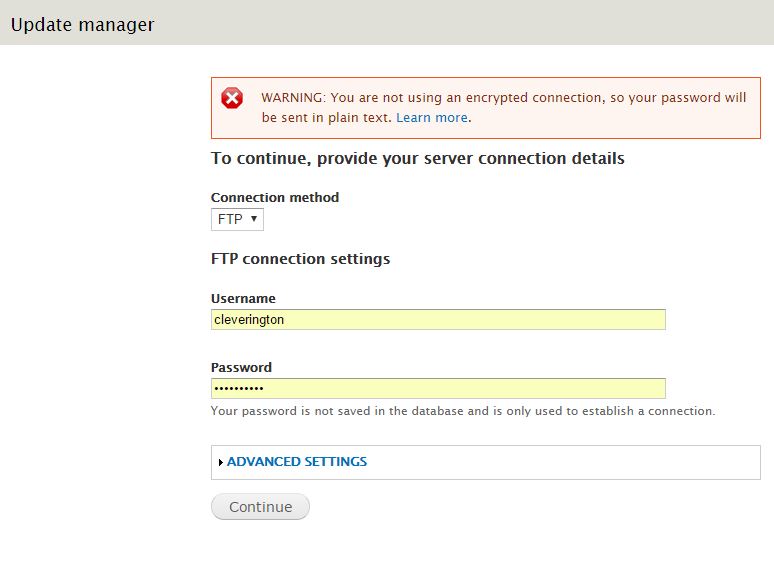 Update manager
WARNING: You are not using an encrypted connection, so your password will
be sent in plain text. Learn more.
To continue, provide your server connection details
Connection method
FTP
FTP connection settings
Username
cleverington
Password
••••••••••
Your password is not saved in the database and is only used to establish a connection.
ADVANCED SETTINGS
Continue